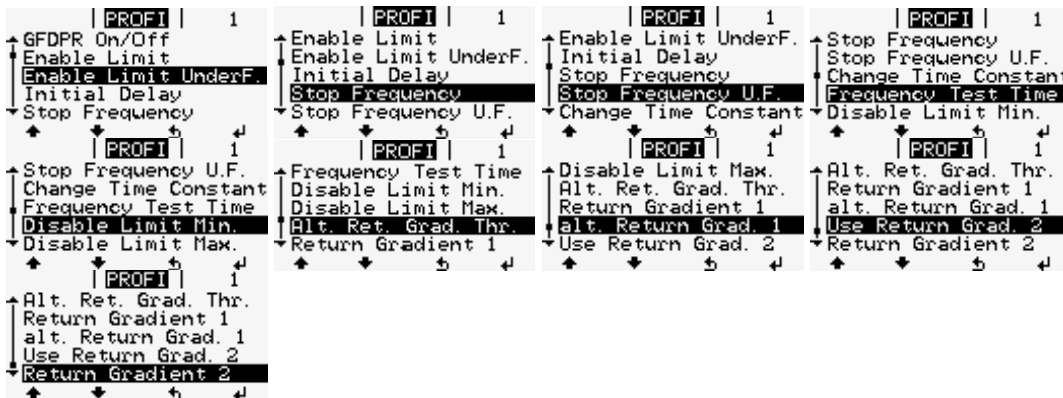 PROFI 1
GFDPR On/Off
Enable Limit
Enable Limit UnderF.
Initial Delay
Stop Frequency
PROFI 1
Enable Limit
Enable Limit UnderF.
Initial Delay
Stop Frequency
Stop Frequency U.F.
PROFI 1
Enable Limit UnderF.
Initial Delay
Stop Frequency
Stop Frequency U.F.
Change Time Constant
PROFI 1
Stop Frequency
Stop Frequency U.F.
Change Time Constant
Frequency Test Time
Disable Limit Min.
PROFI 1
Stop Frequency U.F.
Change Time Constant
Frequency Test Time
Disable Limit Min.
Disable Limit Max.
PROFI 1
Frequency Test Time
Disable Limit Min.
Disable Limit Max.
Alt. Ret. Grad. Thr.
Return Gradient 1
PROFI 1
Disable Limit Max.
Alt. Ret. Grad. Thr.
Return Gradient 1
alt. Return Grad. 1
Use Return Grad. 2
PROFI 1
Alt. Ret. Grad. Thr.
Return Gradient 1
alt. Return Grad. 1
Use Return Grad. 2
Return Gradient 2
PROFI 1
Alt. Ret. Grad. Thr.
Return Gradient 1
alt. Return Grad. 1
Use Return Grad. 2
Return Gradient 2